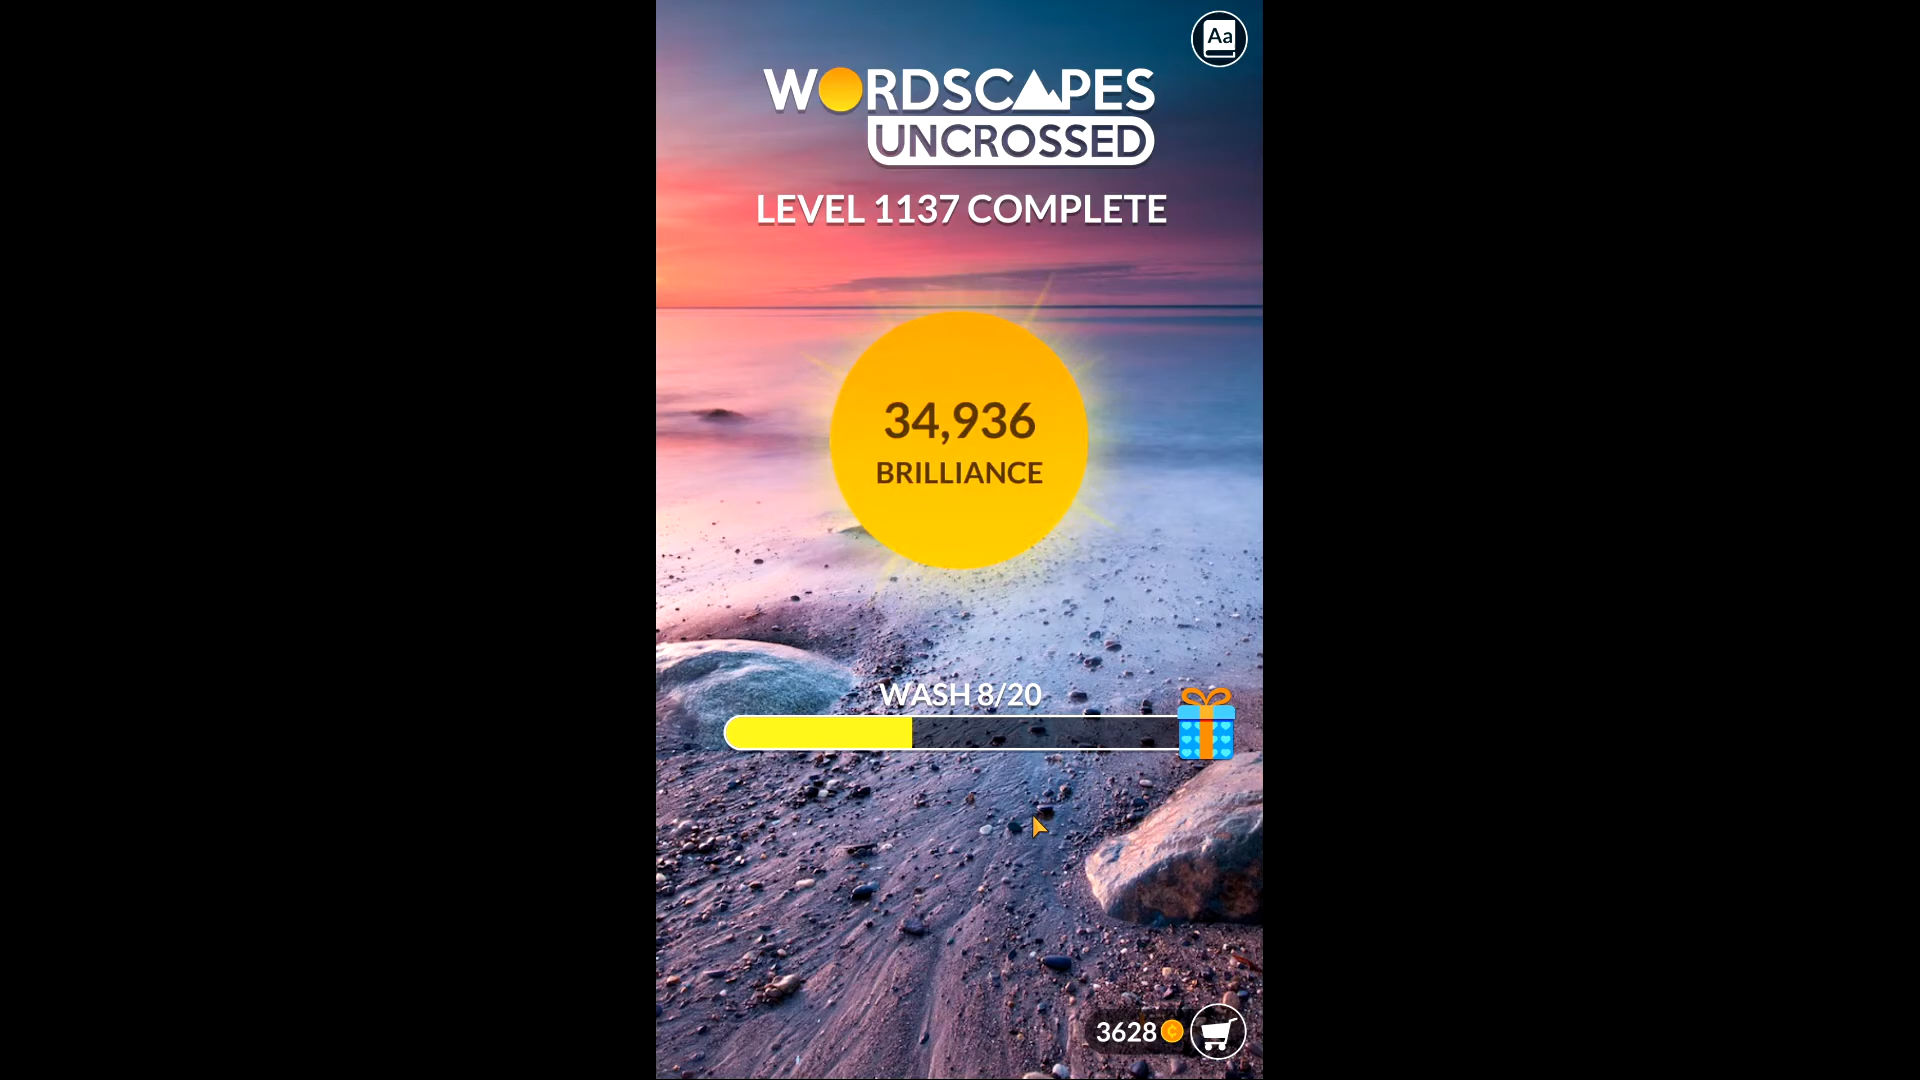 Aa
WORDSCAPES
UNCROSSED
LEVEL 1137 COMPLETE
34,936
BRILLIANCE
WASH 8/20
3628